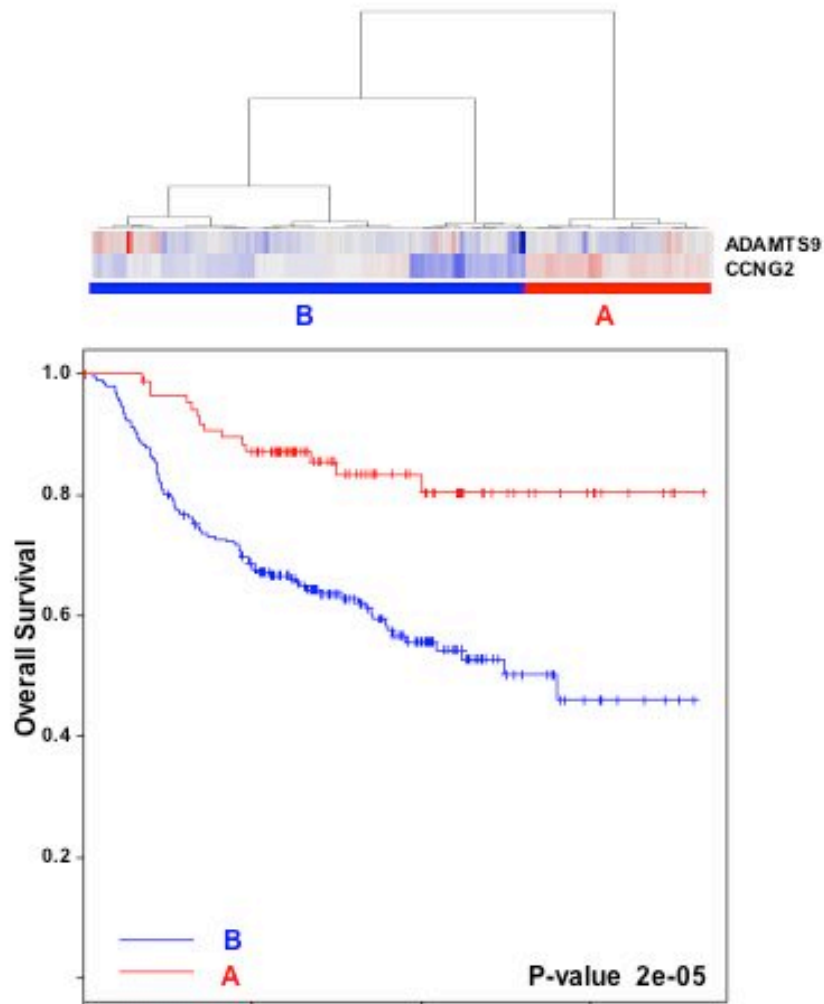 ADAMTS9
CCNG2
B
A
1.0
0.8
0.6
0.4
0.2
Overall Survival
B
A
P-value 2e-05